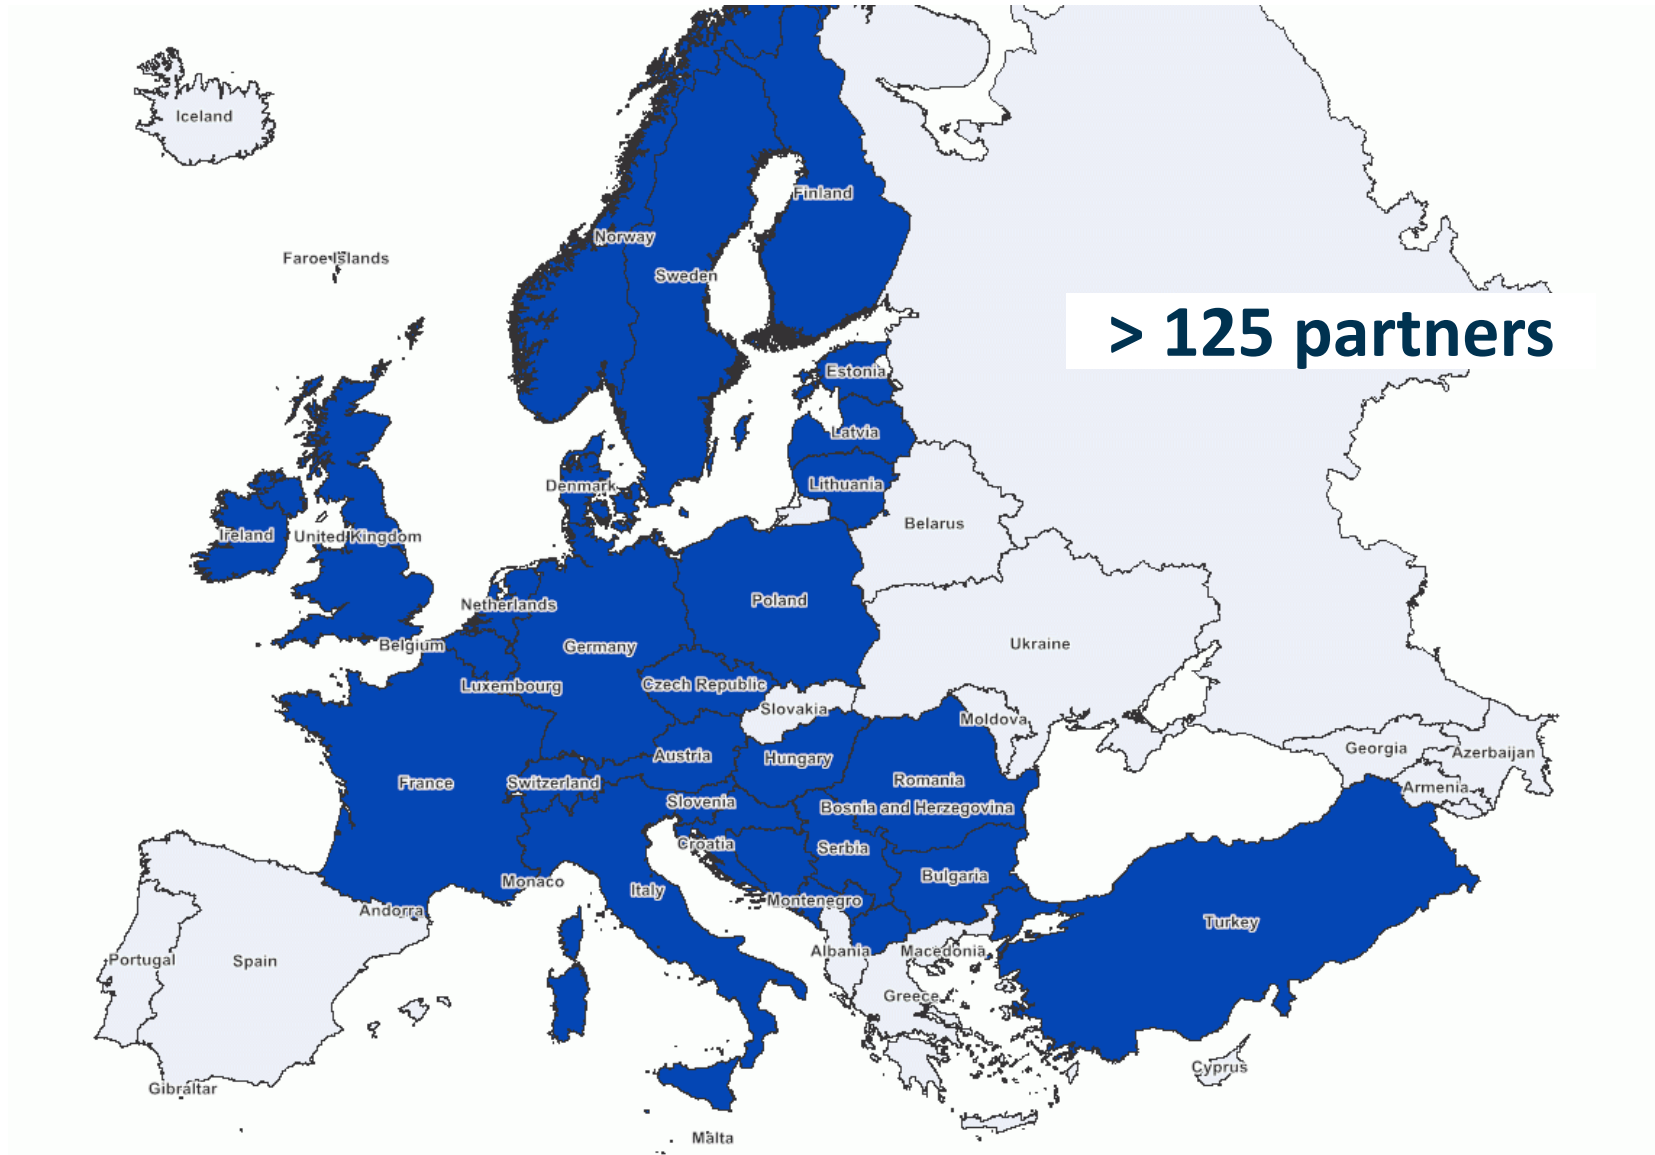 Iceland
Finland
Norway
Faroe Islands
Sweden
> 125 partners
Estonia
Latvia
Lithuania
Denmark
Belarus
Ireland
United Kingdom
Netherlands
Poland
Belgium
Germany
Ukraine
Luxembourg
Czech Republic
Slovakia
Moldova
Austria
Hungary
Georgia
Azerbaijan
France
Switzerland
Romania
Armenia
Slovenia
Bosnia and Herzegovina
Croatia
Serbia
Monaco
Italy
Bulgaria
Montenegro
Andorra
Turkey
Portugal
Spain
Albania
Macedonia
Greece
Cyprus
Gibraltar
Malta